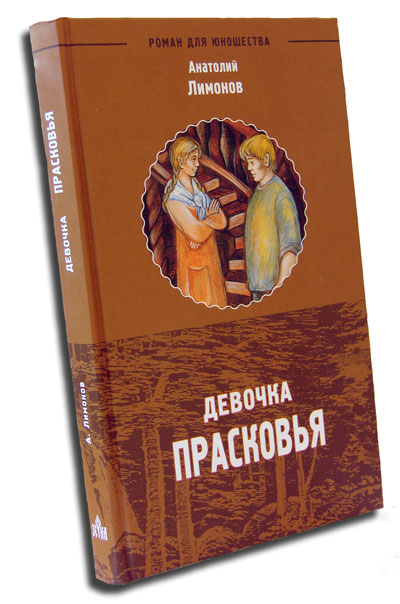 РОМАН ДЛЯ ЮНОШЕСТВА
Анатолий
Лимонов
ДЕВОЧКА
ПРАСКОВЬЯ
ДЕВОЧКА ПРАСКОВЬЯ
А. Лимонов